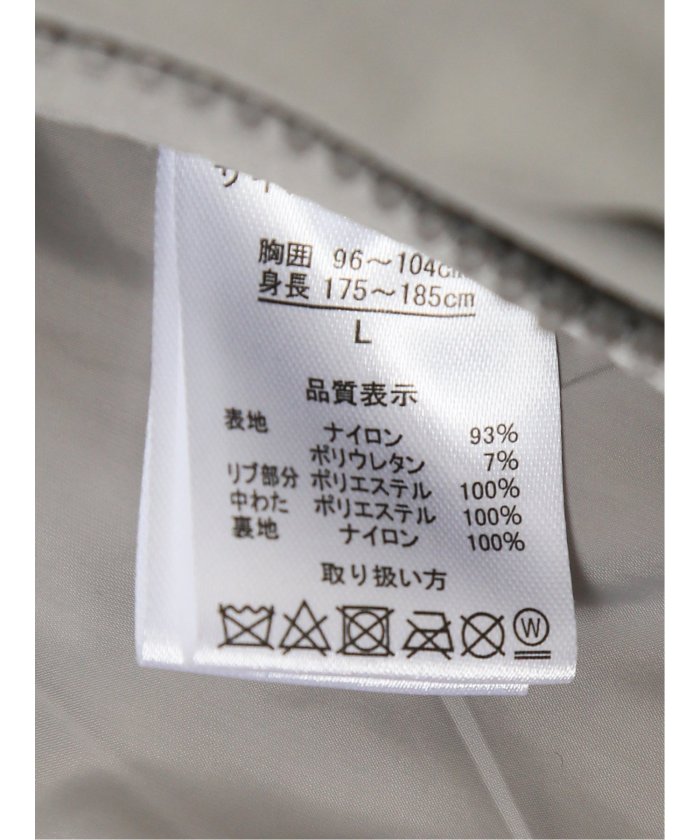 胸囲 96～104cm
身長 175～185cm
L
品質表示
表地 ナイロン 93%
ポリウレタン 7%
リブ部分 ポリエステル 100%
中わた ポリエステル 100%
裏地 ナイロン 100%
取り扱い方
W